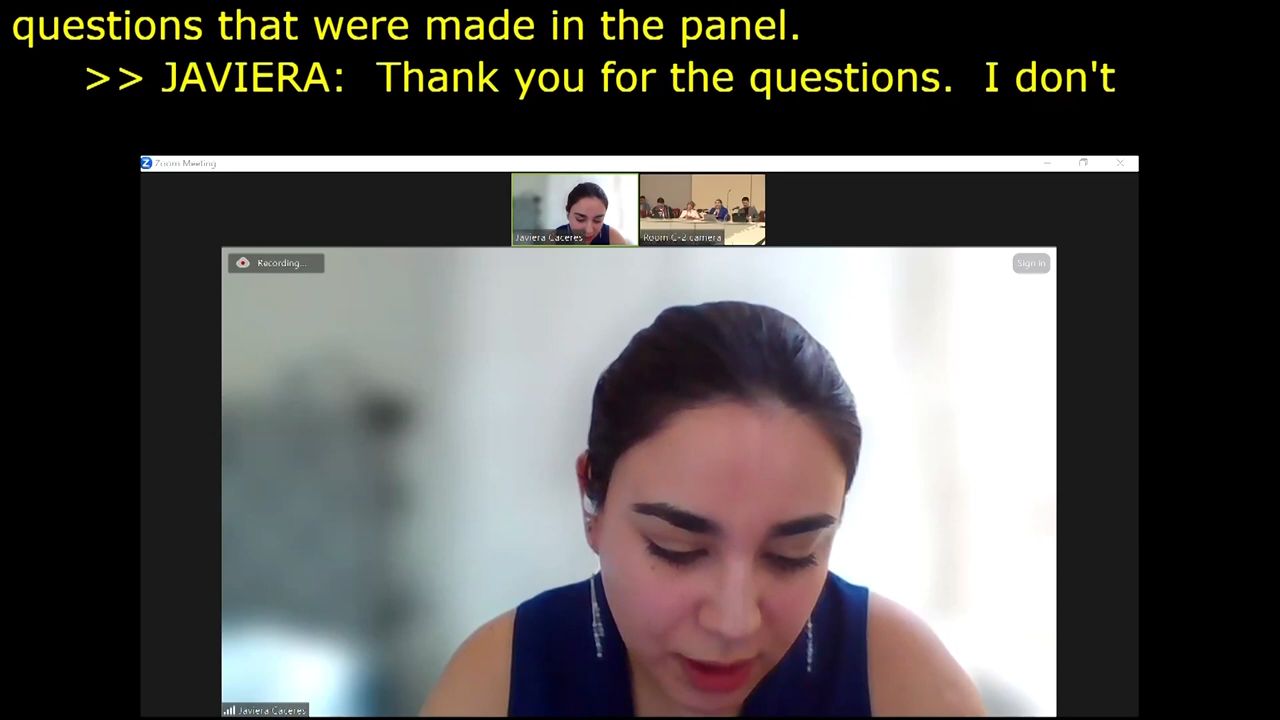 questions that were made in the panel.
>> JAVIERA:  Thank you for the questions.  I don't
Zoom Meeting
Javiera Caceres
Room C-2 camera
Recording...
Sign in
Javiera Caceres